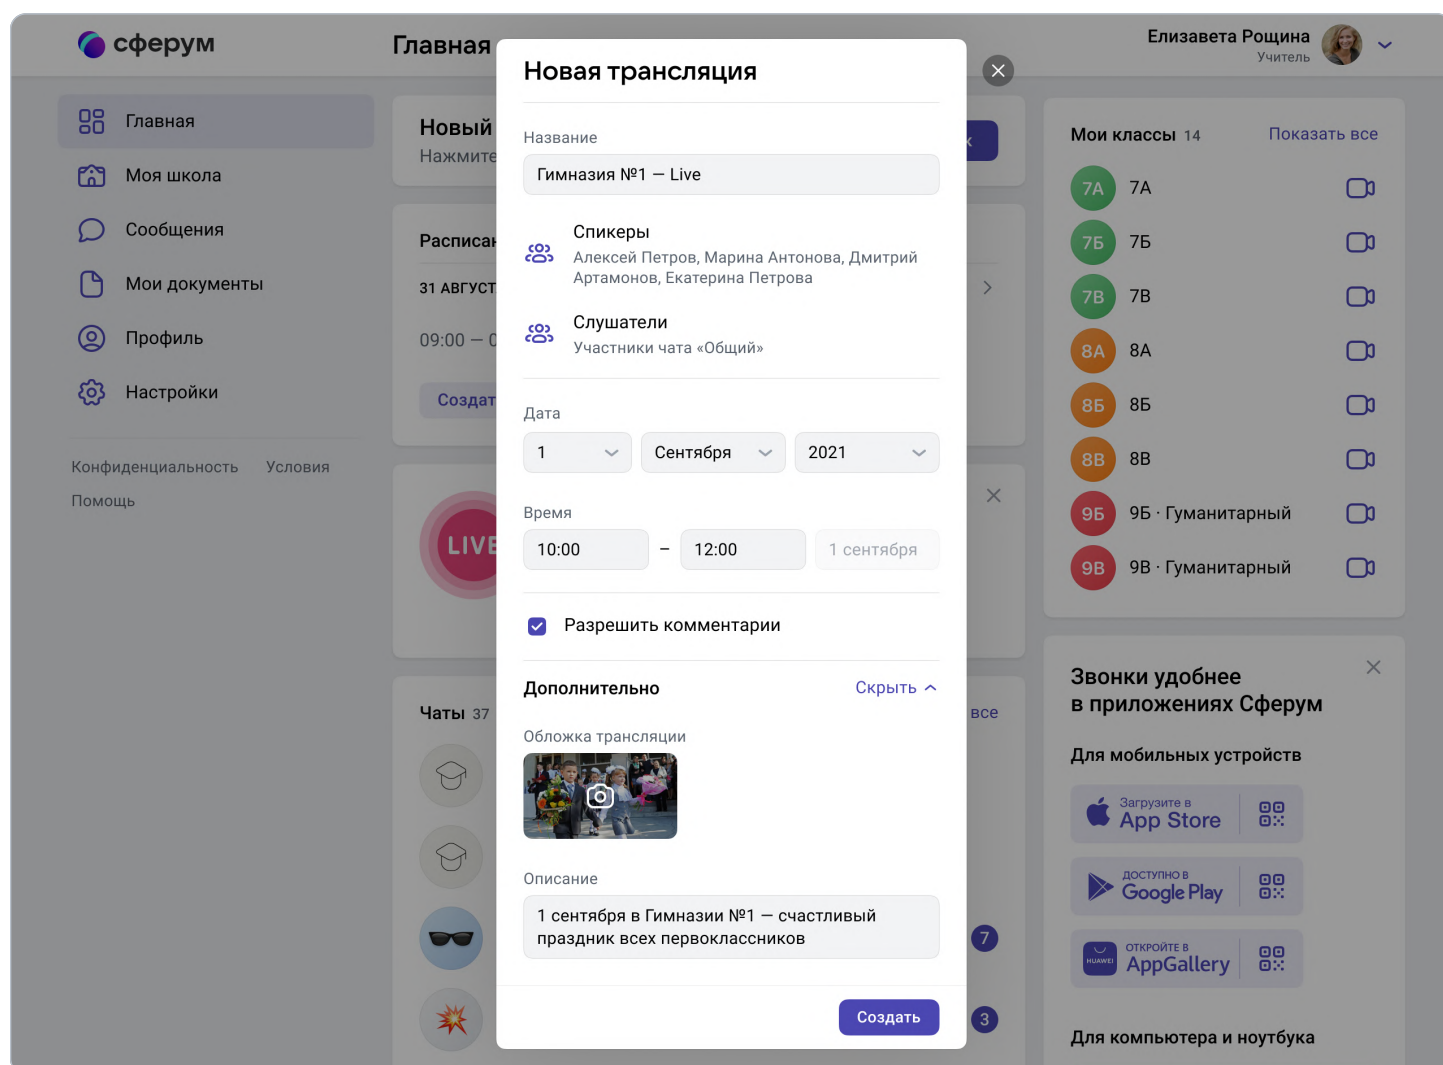 сферум
Главная
Елизавета Рощина
Учитель
Главная
Моя школа
Сообщения
Мои документы
Профиль
Настройки
Конфиденциальность Условия
Помощь
Новый
Нажмите
31 АВГУСТ
09:00 —
LIVE
Чаты 37
все
7
3
Новая трансляция
Название
Гимназия №1 — Live
Спикеры
Алексей Петров, Марина Антонова, Дмитрий
Артамонов, Екатерина Петрова
Слушатели
Участники чата «Общий»
Дата
1 Сентября 2021
Время
10:00 – 12:00 1 сентября
Разрешить комментарии
Дополнительно Скрыть
Обложка трансляции
Описание
1 сентября в Гимназии №1 — счастливый
праздник всех первоклассников
Создать
Мои классы 14 Показать все
7А 7А
7Б 7Б
7В 7В
8А 8А
8Б 8Б
8В 8В
9Б 9Б · Гуманитарный
9В 9В · Гуманитарный
Звонки удобнее
в приложениях Сферум
Для мобильных устройств
Загрузите в
App Store
ДОСТУПНО В
Google Play
HUAWEI
ОТКРОЙТЕ В
AppGallery
Для компьютера и ноутбука